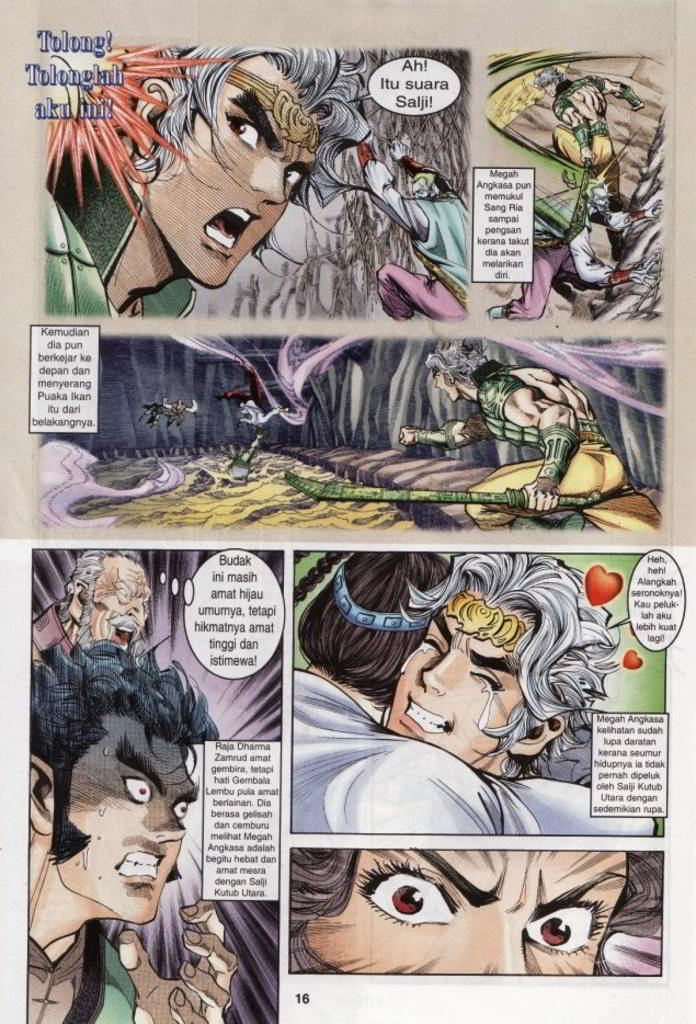 Tolong!
Tolonglah
aku ini!
Ah!
Itu suara
Salji!
Megah
Angkasa pun
memukul
Sang Ria
sampai
pengsan
kerana takut
dia akan
melarikan
diri.
Kemudian
dia pun
berkejar ke
depan dan
menyerang
Puaka Ikan
itu dari
belakangnya.
Budak
ini masih
amat hijau
umurnya, tetapi
hikmatnya amat
tinggi dan
istimewa!
Raja Dharma
Zamrud amat
gembira, tetapi
hati Gembala
Lembu pula amat
berlainan. Dia
berasa gelisah
dan cemburu
melihat Megah
Angkasa adalah
begitu hebat dan
amat mesra
dengan Salji
Kutub Utara.
Heh,
heh!
Alangkah
seronoknya!
Kau peluk-
lah aku
lebih kuat
lagi!
Megah Angkasa
kelihatan sudah
lupa daratan
kerana seumur
hidupnya ia tidak
pernah dipeluk
oleh Salji Kutub
Utara dengan
sedemikian rupa.
16